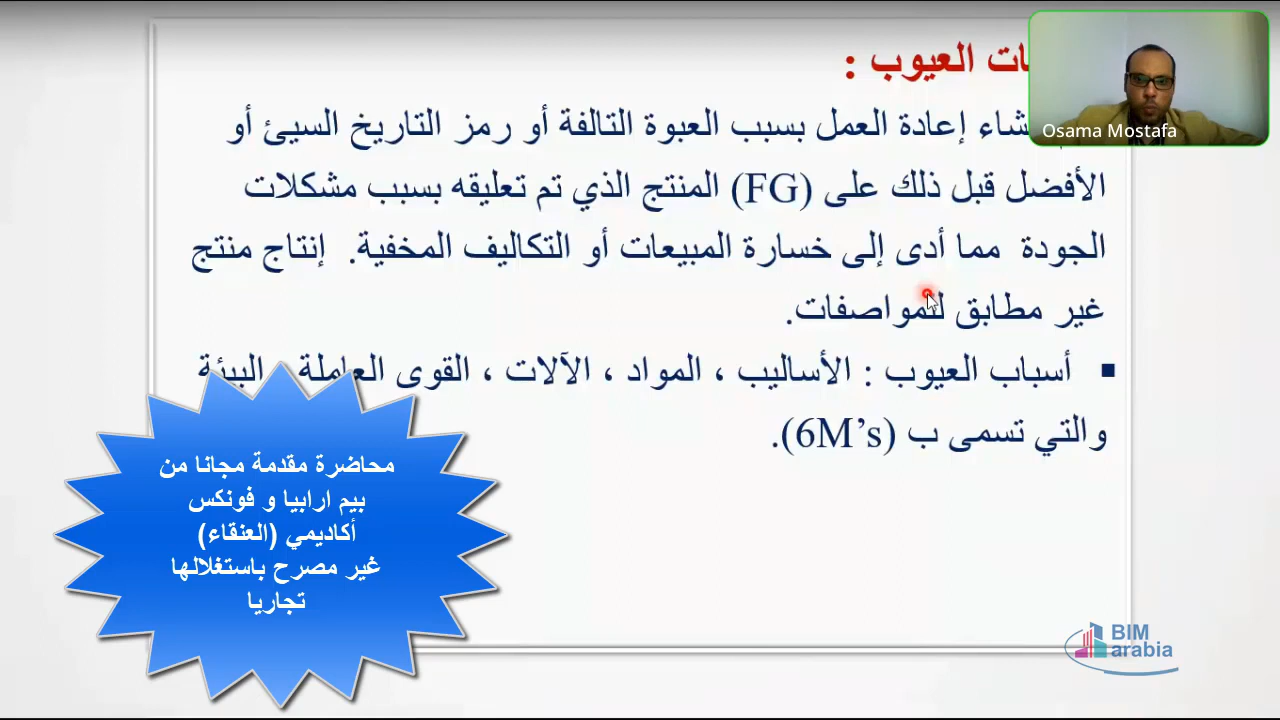 ات العيوب :
شاء إعادة العمل بسبب العبوة التالفة أو رمز التاريخ السيئ أو
الأفضل قبل ذلك على (FG) المنتج الذي تم تعليقه بسبب مشكلات
الجودة مما أدى إلى خسارة المبيعات أو التكاليف المخفية. إنتاج منتج
غير مطابق للمواصفات.
▪ أسباب العيوب : الأساليب ، المواد ، الآلات ، القوى العاملة ، البيئة
والتي تسمى ب (6M’s).
Osama Mostafa
محاضرة مقدمة مجانا من
بيم ارابيا و فونكس
أكاديمي (العنقاء)
غير مصرح باستغلالها
تجاريا
BIM
arabia